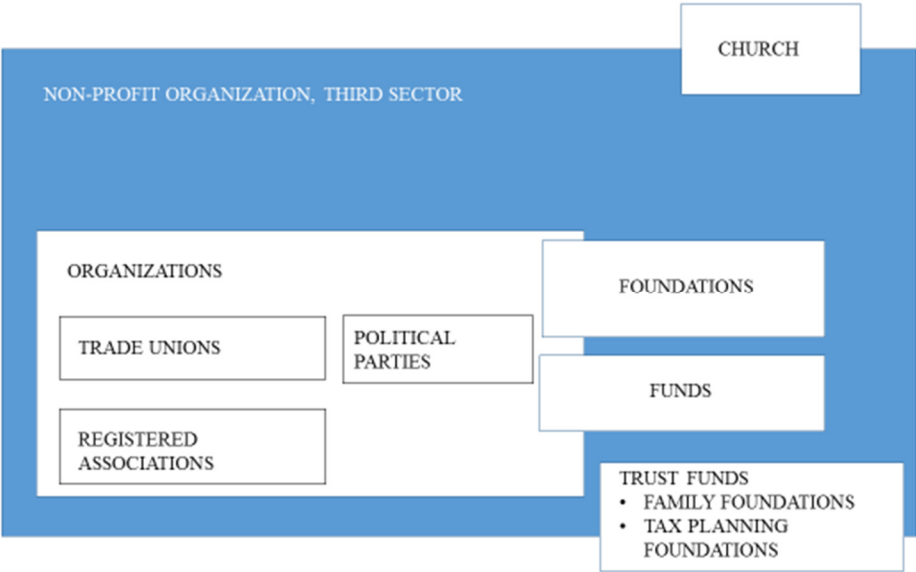 CHURCH
NON-PROFIT ORGANIZATION, THIRD SECTOR
ORGANIZATIONS
FOUNDATIONS
TRADE UNIONS
POLITICAL
PARTIES
FUNDS
REGISTERED
ASSOCIATIONS
TRUST FUNDS
• FAMILY FOUNDATIONS
• TAX PLANNING
FOUNDATIONS